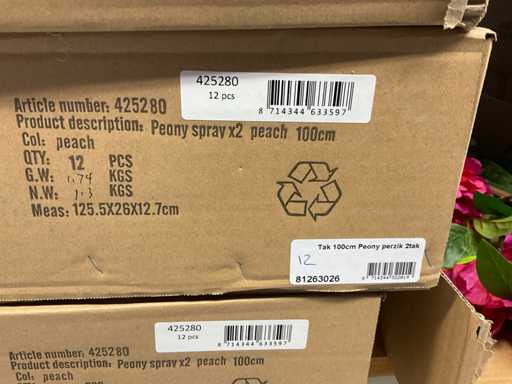 425280
12 pcs
8 714344 633597
Article number: 425280
Product description: Peony spray x2 peach 100cm
Col: peach
QTY: 12 PCS
G.W: 1.74 KGS
N.W: 1.3 KGS
Meas: 125.5X26X12.7cm
Tak 100cm Peony perzik 2tak
12
81263026
425280
12 pcs
8 714344 633597
Article number: 425280
Product description: Peony spray x2 peach 100cm
Col: peach